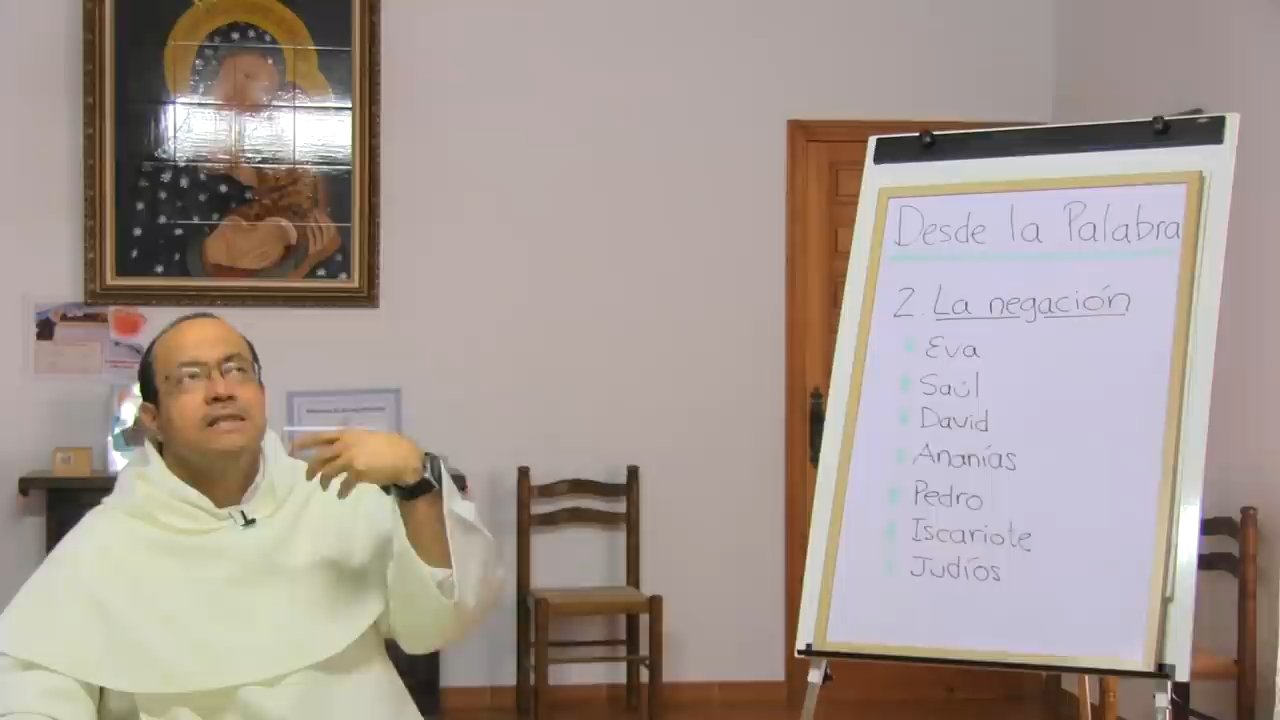 Desde la Palabra
2. La negación
Eva
Saúl
David
Ananías
Pedro
Iscariote
Judíos